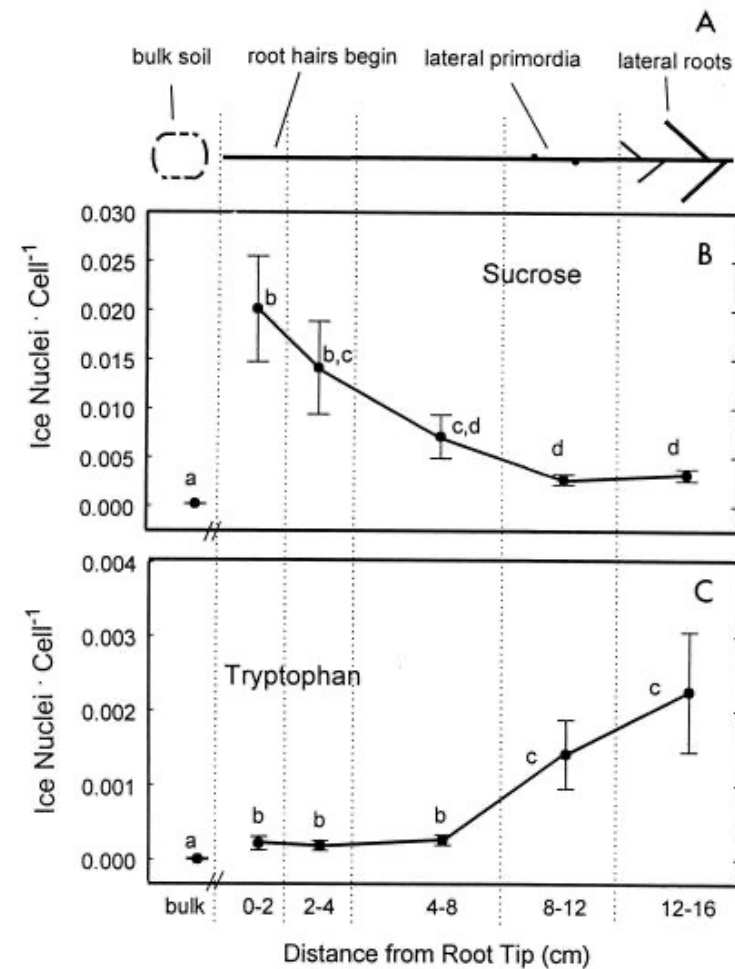 A
bulk soil root hairs begin lateral primordia lateral roots
0.030
0.025
0.020
0.015
0.010
0.005
0.000
Ice Nuclei · Cell⁻¹
B
Sucrose
a
b
b,c
c,d
d
d
0.004
0.003
0.002
0.001
0.000
Ice Nuclei · Cell⁻¹
C
Tryptophan
a
b
b
b
c
c
bulk 0-2 2-4 4-8 8-12 12-16
Distance from Root Tip (cm)